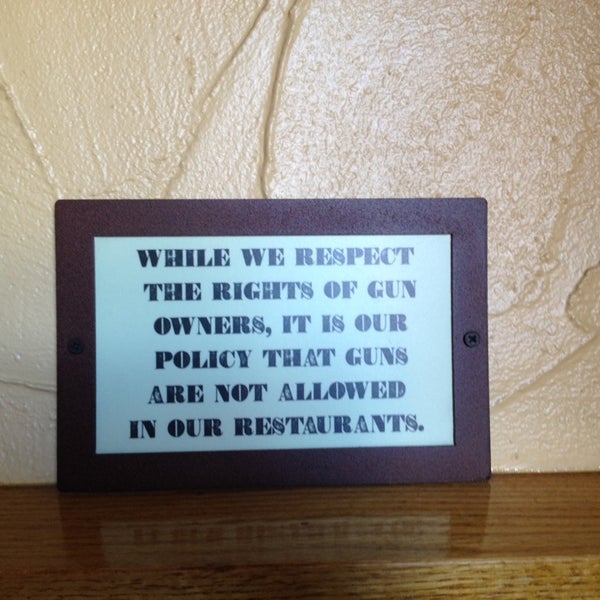 WHILE WE RESPECT
THE RIGHTS OF GUN
OWNERS, IT IS OUR
POLICY THAT GUNS
ARE NOT ALLOWED
IN OUR RESTAURANTS.